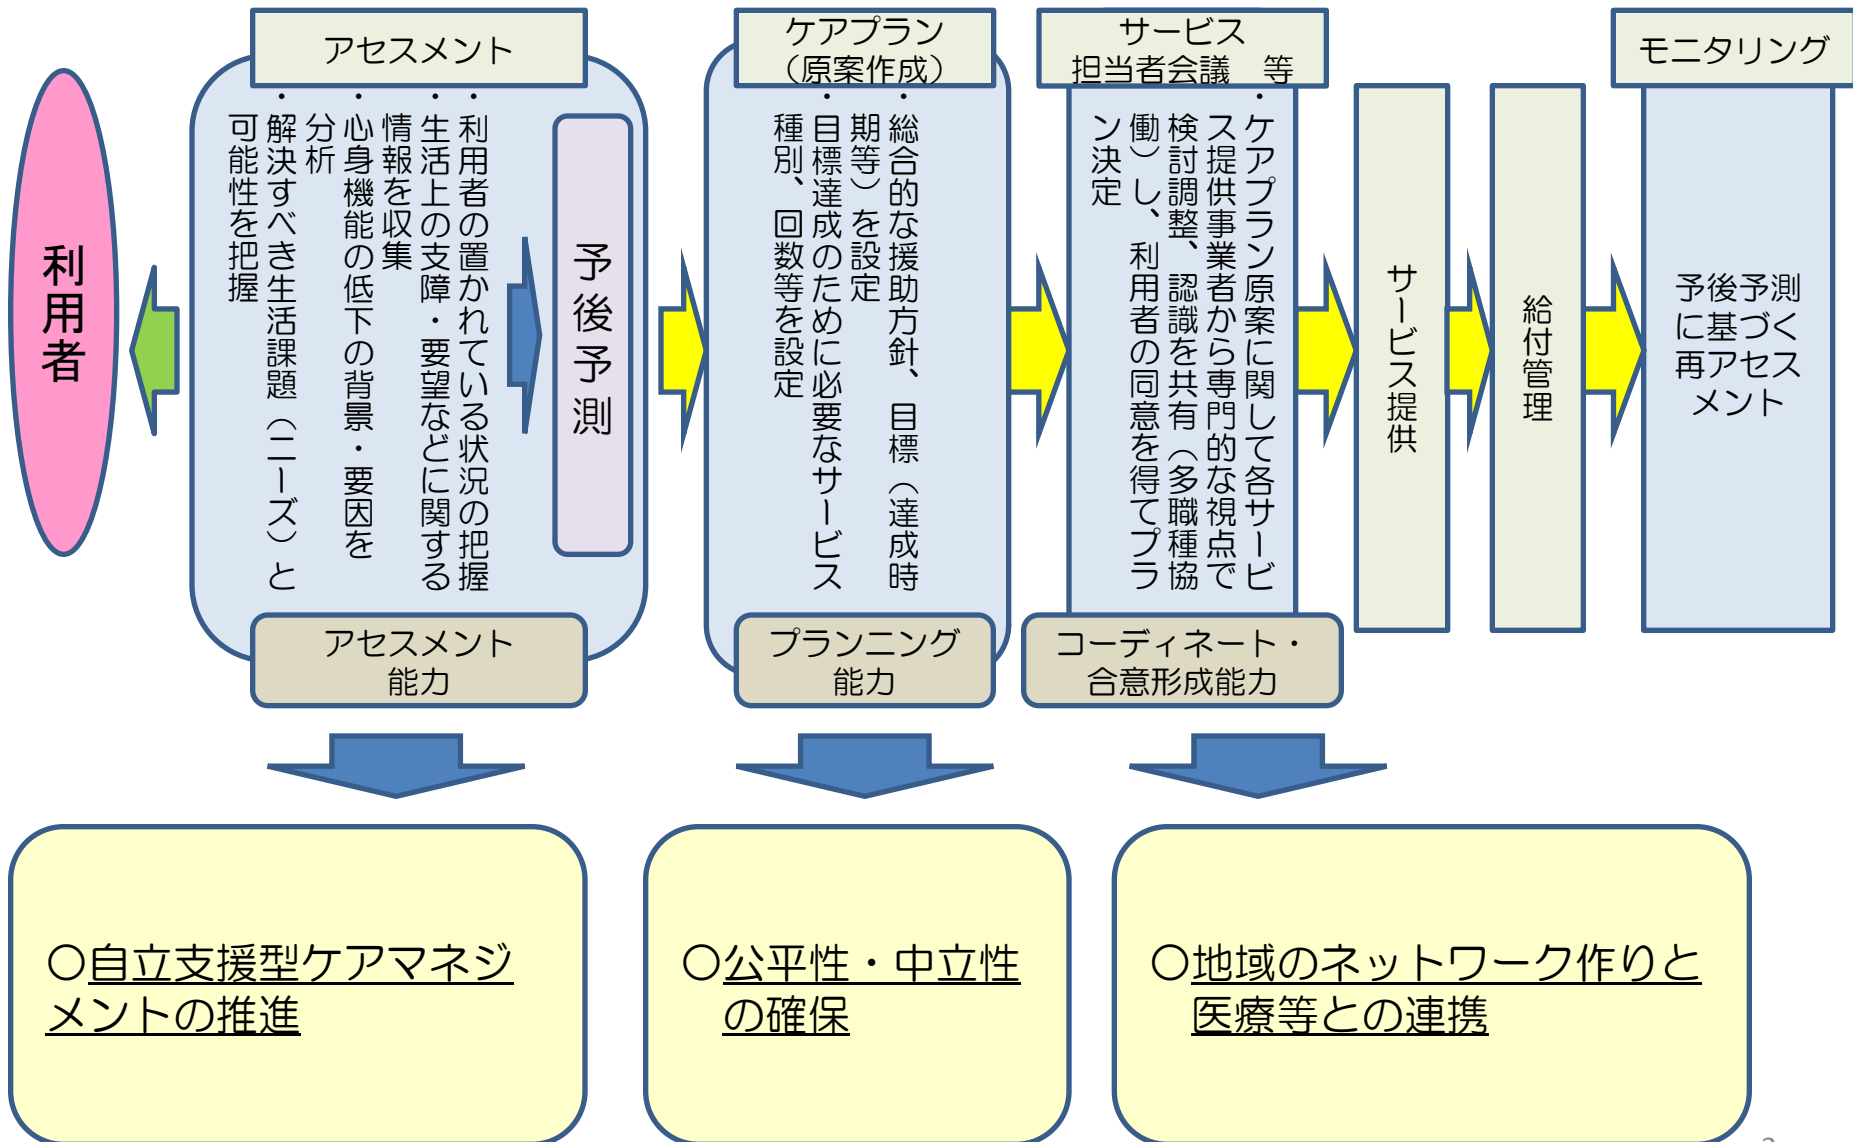 利用者
アセスメント
・利用者の置かれている状況の把握
・生活上の支障・要望などに関する
情報を収集
・心身機能の低下の背景・要因を
分析
・解決すべき生活課題（ニーズ）と
可能性を把握
予後予測
アセスメント
能力
ケアプラン
（原案作成）
・総合的な援助方針、目標（達成時
期等）を設定
・目標達成のために必要なサービス
種別、回数等を設定
プランニング
能力
サービス
担当者会議　等
・ケアプラン原案に関して各サービ
ス提供事業者から専門的な視点で
検討調整、認識を共有（多職種協
働）し、利用者の同意を得てプラ
ン決定
コーディネート・
合意形成能力
サービス提供
給付管理
モニタリング
予後予測
に基づく
再アセス
メント
〇自立支援型ケアマネジ
メントの推進
〇公平性・中立性
の確保
〇地域のネットワーク作りと
医療等との連携